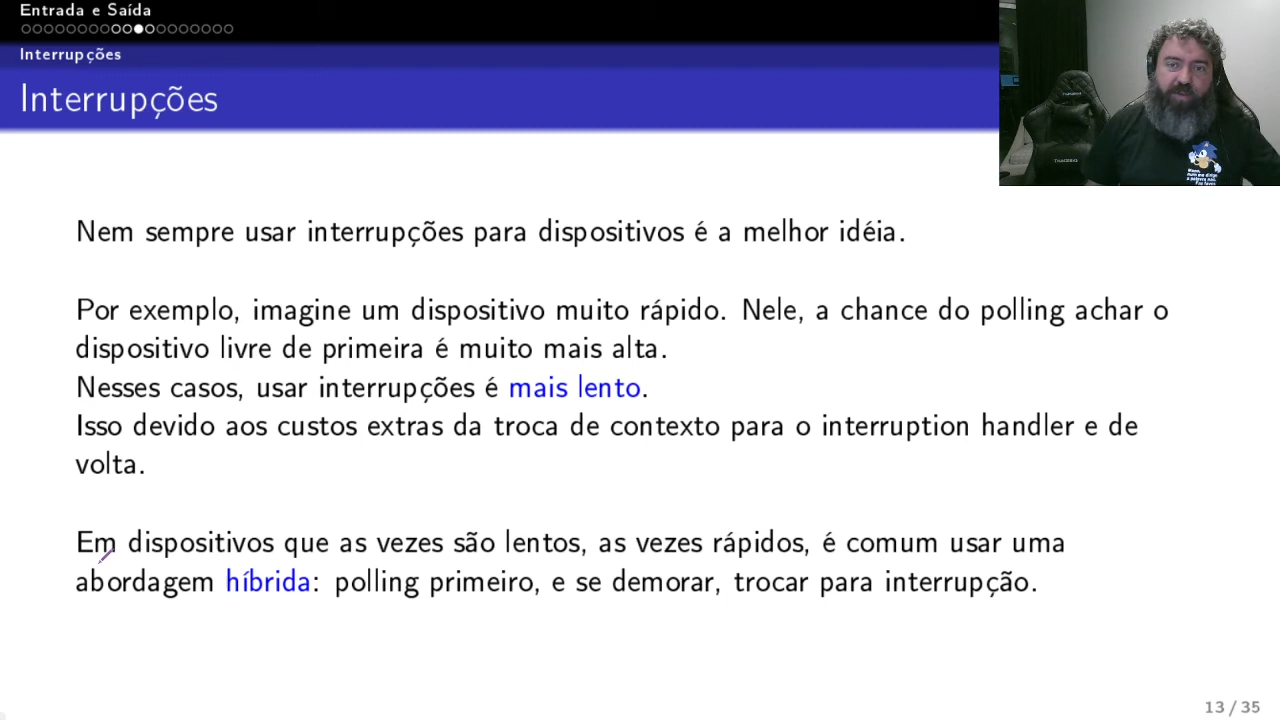 Entrada e Saída
Interrupções
Interrupções
Nem sempre usar interrupções para dispositivos é a melhor idéia.
Por exemplo, imagine um dispositivo muito rápido. Nele, a chance do polling achar o
dispositivo livre de primeira é muito mais alta.
Nesses casos, usar interrupções é mais lento.
Isso devido aos custos extras da troca de contexto para o interruption handler e de
volta.
Em dispositivos que as vezes são lentos, as vezes rápidos, é comum usar uma
abordagem híbrida: polling primeiro, e se demorar, trocar para interrupção.
13 / 35